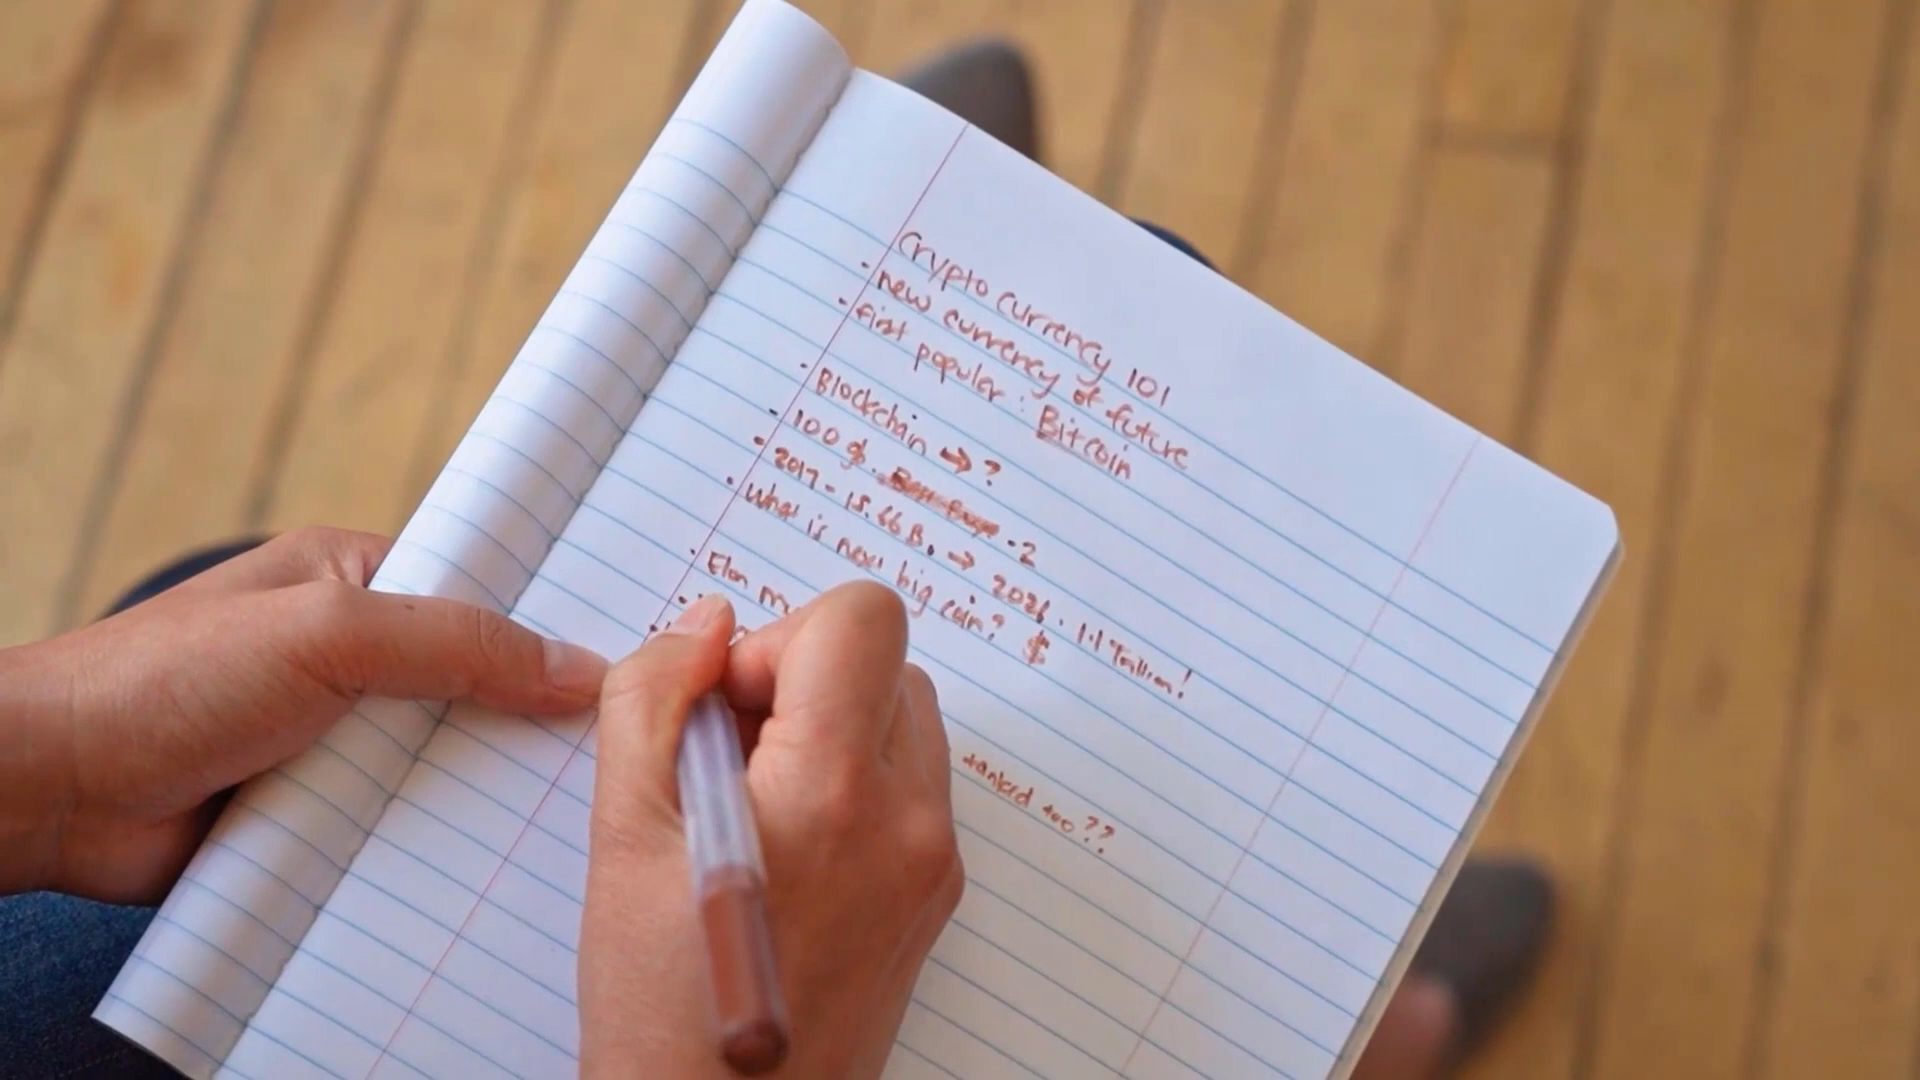 Crypto Currency 101
• new currency of future
• first popular : Bitcoin
• Blockchain → ?
• 100 $. • 2
• 2017 - 15.66 B. → 2026. 1.1 Trillion!
• What is next big coin? $
• Elon
tanked too ??